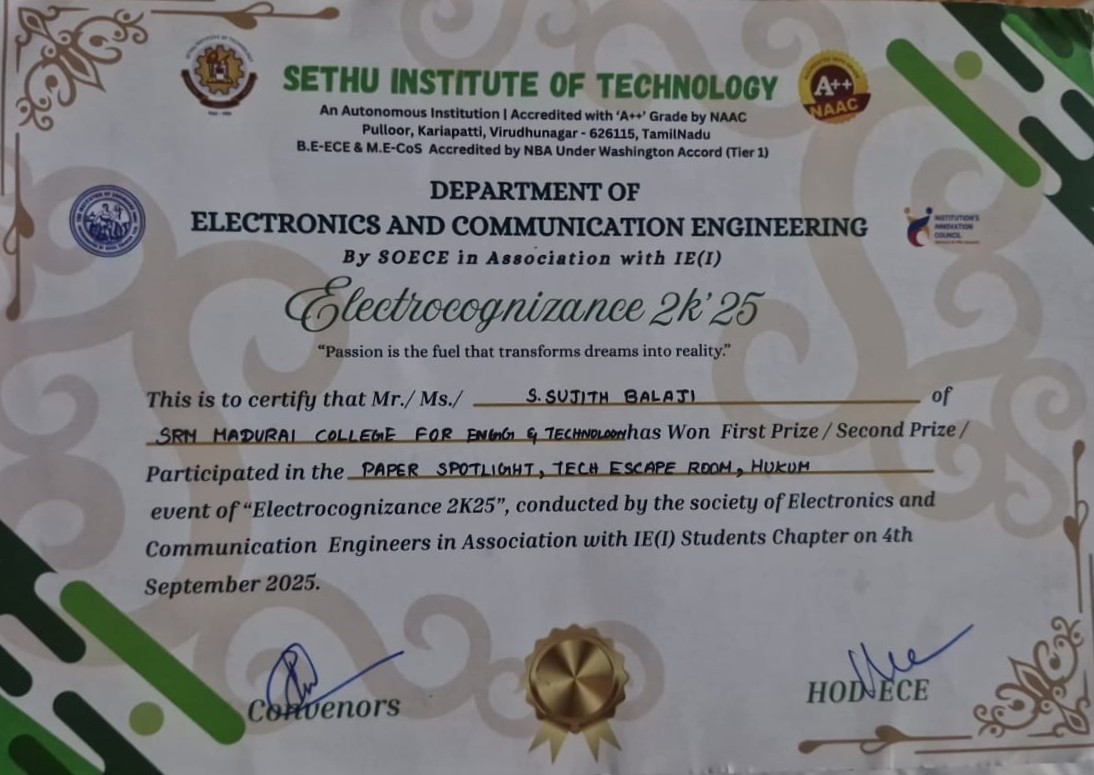 SETHU INSTITUTE OF TECHNOLOGY
An Autonomous Institution | Accredited with 'A++' Grade by NAAC
Pulloor, Kariapatti, Virudhunagar - 626115, TamilNadu
B.E-ECE & M.E-CoS Accredited by NBA Under Washington Accord (Tier 1)
A++
NAAC
DEPARTMENT OF
ELECTRONICS AND COMMUNICATION ENGINEERING
INSTITUTION'S
INNOVATION
COUNCIL
By SOECE in Association with IE(I)
Electrocognizance 2k'25
"Passion is the fuel that transforms dreams into reality."
This is to certify that Mr./ Ms./ S.SUJITH BALAJI of
SRM MADURAI COLLEGE FOR ENGG & has Won First Prize / Second Prize /
Participated in the PAPER SPOTLIGHT, TECH ESCAPE ROOM, HUKUM
event of "Electrocognizance 2K25", conducted by the society of Electronics and
Communication Engineers in Association with IE(I) Students Chapter on 4th
September 2025.
Convenors
HOD ECE